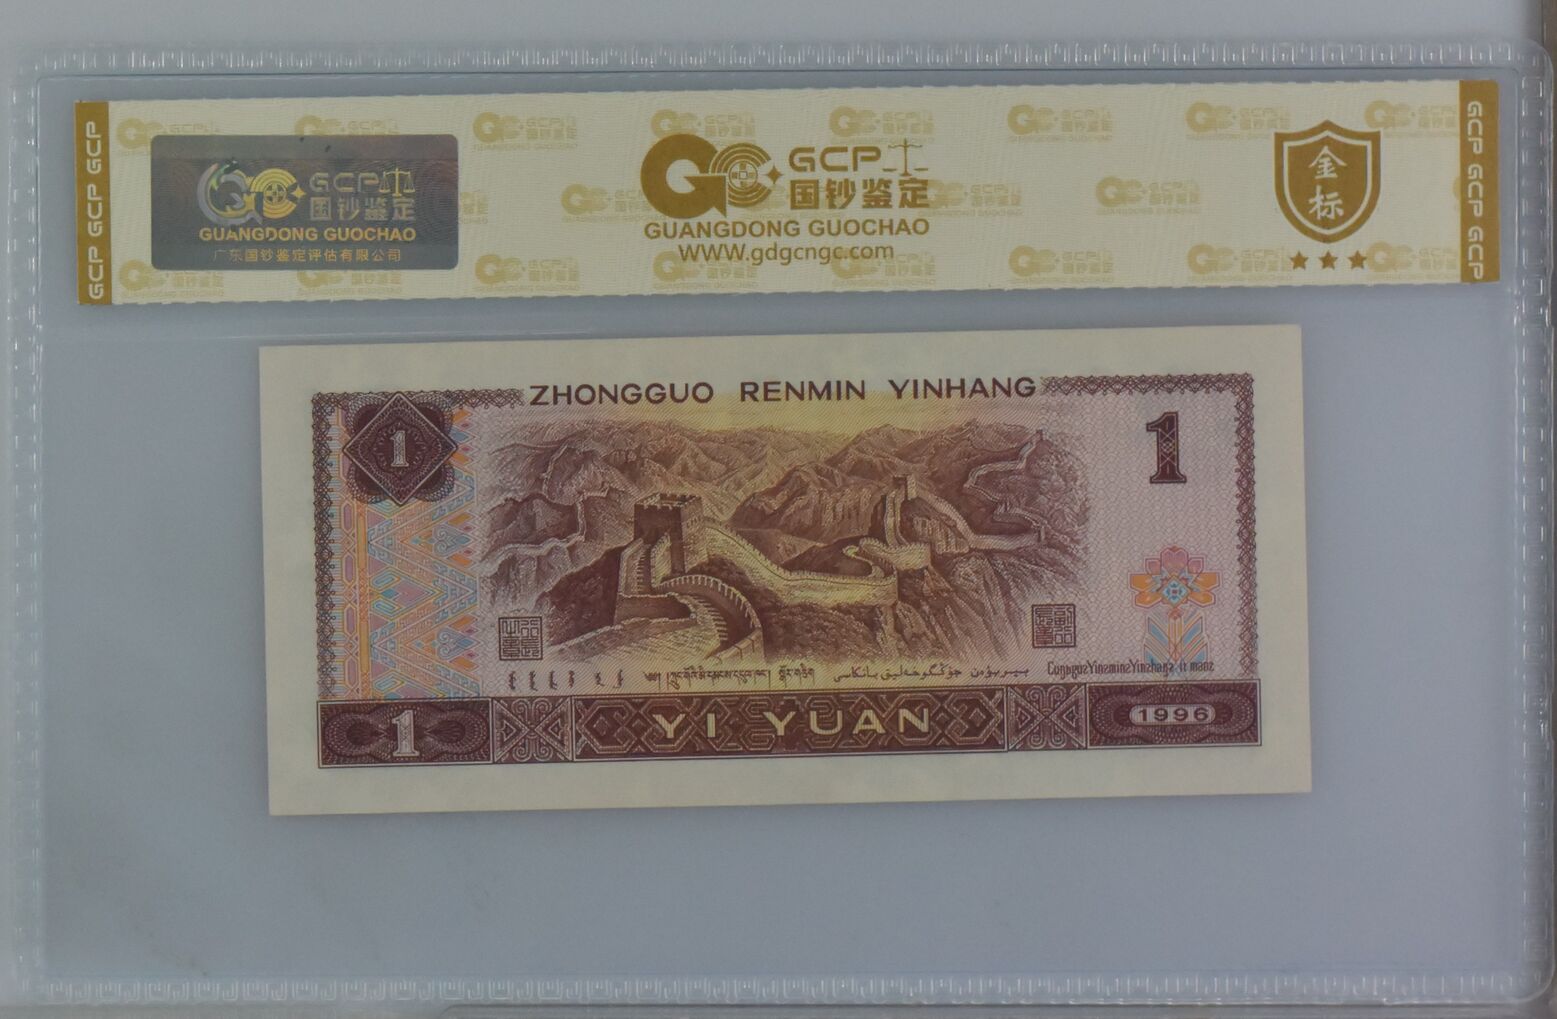 GCP GCP GCP
GCP
国钞鉴定
GUANGDONG GUOCHAO
广东国钞鉴定评估有限公司
GCP
国钞鉴定
GUANGDONG GUOCHAO
WWW.gdgcngc.com
金
标
GCP GCP GCP
ZHONGGUO RENMIN YINHANG
1
1
1
YI YUAN
1996